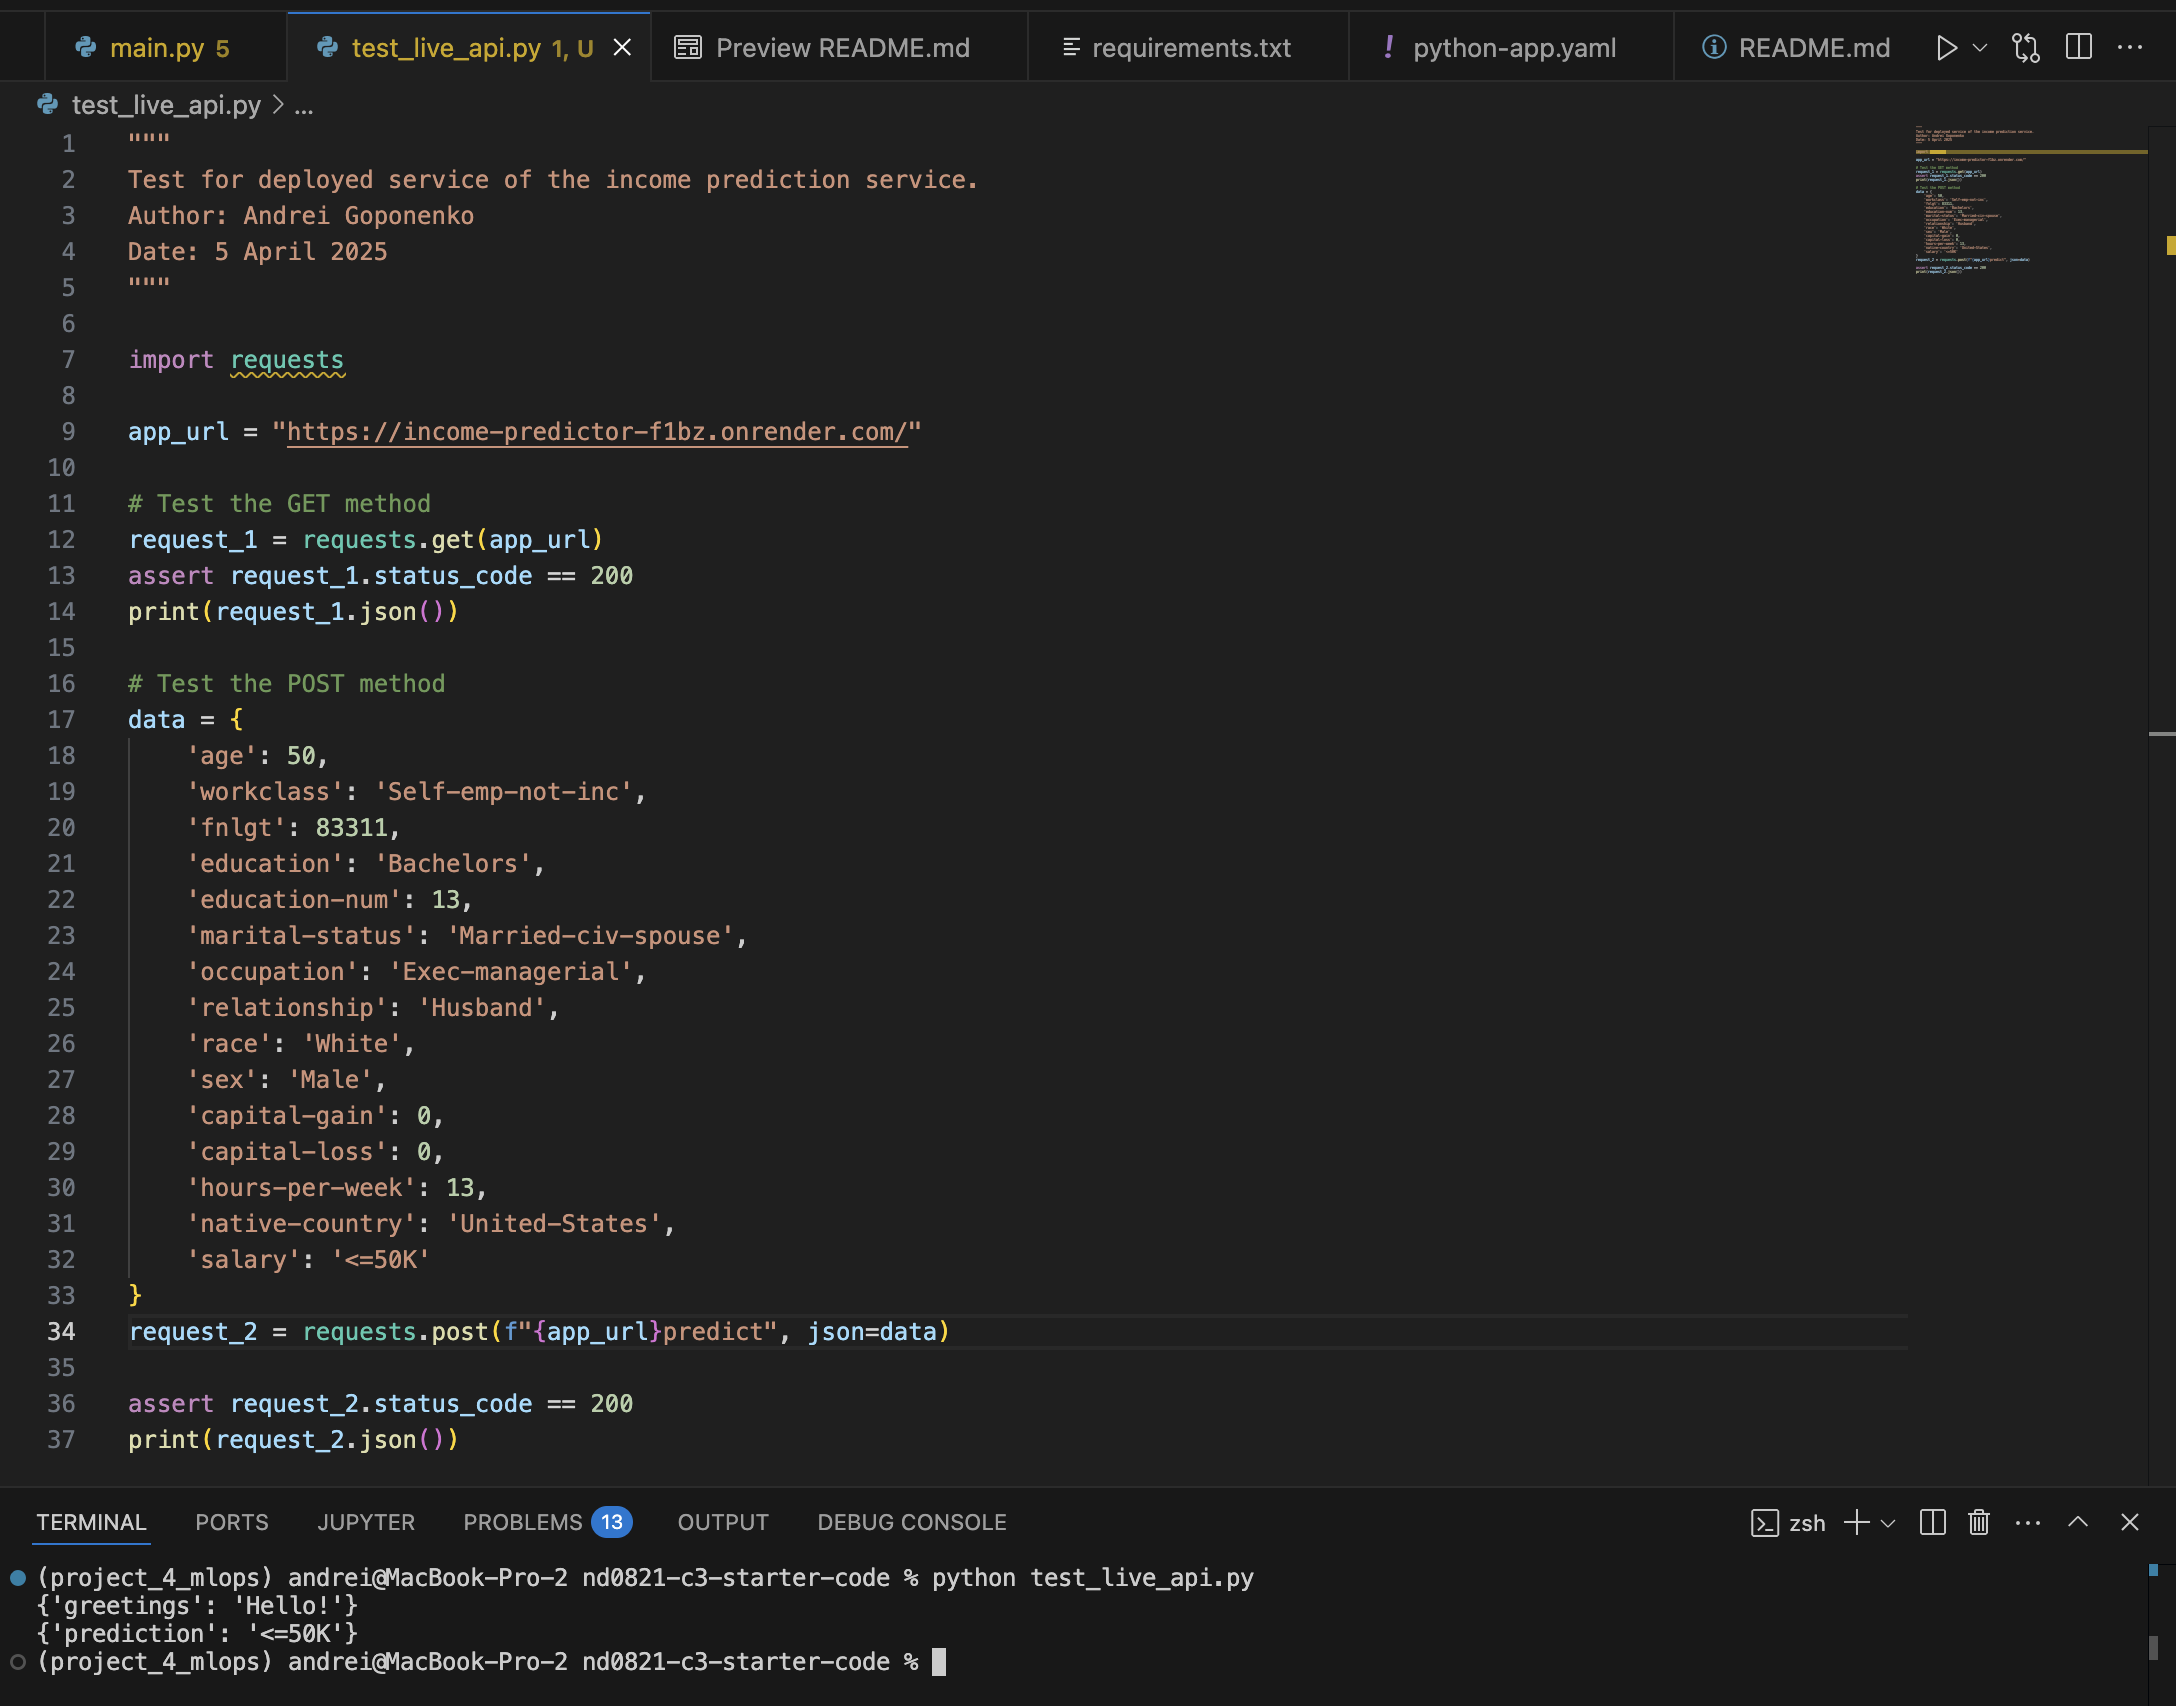 main.py 5
test_live_api.py 1, U
Preview README.md
requirements.txt
! python-app.yaml
README.md
test_live_api.py > ...
1 """
2 Test for deployed service of the income prediction service.
3 Author: Andrei Goponenko
4 Date: 5 April 2025
5 """
6
7 import requests
8
9 app_url = "https://income-predictor-f1bz.onrender.com/"
10
11 # Test the GET method
12 request_1 = requests.get(app_url)
13 assert request_1.status_code == 200
14 print(request_1.json())
15
16 # Test the POST method
17 data = {
18 'age': 50,
19 'workclass': 'Self-emp-not-inc',
20 'fnlgt': 83311,
21 'education': 'Bachelors',
22 'education-num': 13,
23 'marital-status': 'Married-civ-spouse',
24 'occupation': 'Exec-managerial',
25 'relationship': 'Husband',
26 'race': 'White',
27 'sex': 'Male',
28 'capital-gain': 0,
29 'capital-loss': 0,
30 'hours-per-week': 13,
31 'native-country': 'United-States',
32 'salary': '<=50K'
33 }
34 request_2 = requests.post(f"{app_url}predict", json=data)
35
36 assert request_2.status_code == 200
37 print(request_2.json())
TERMINAL PORTS JUPYTER PROBLEMS 13 OUTPUT DEBUG CONSOLE
zsh
(project_4_mlops) andrei@MacBook-Pro-2 nd0821-c3-starter-code % python test_live_api.py
{'greetings': 'Hello!'}
{'prediction': '<=50K'}
(project_4_mlops) andrei@MacBook-Pro-2 nd0821-c3-starter-code %